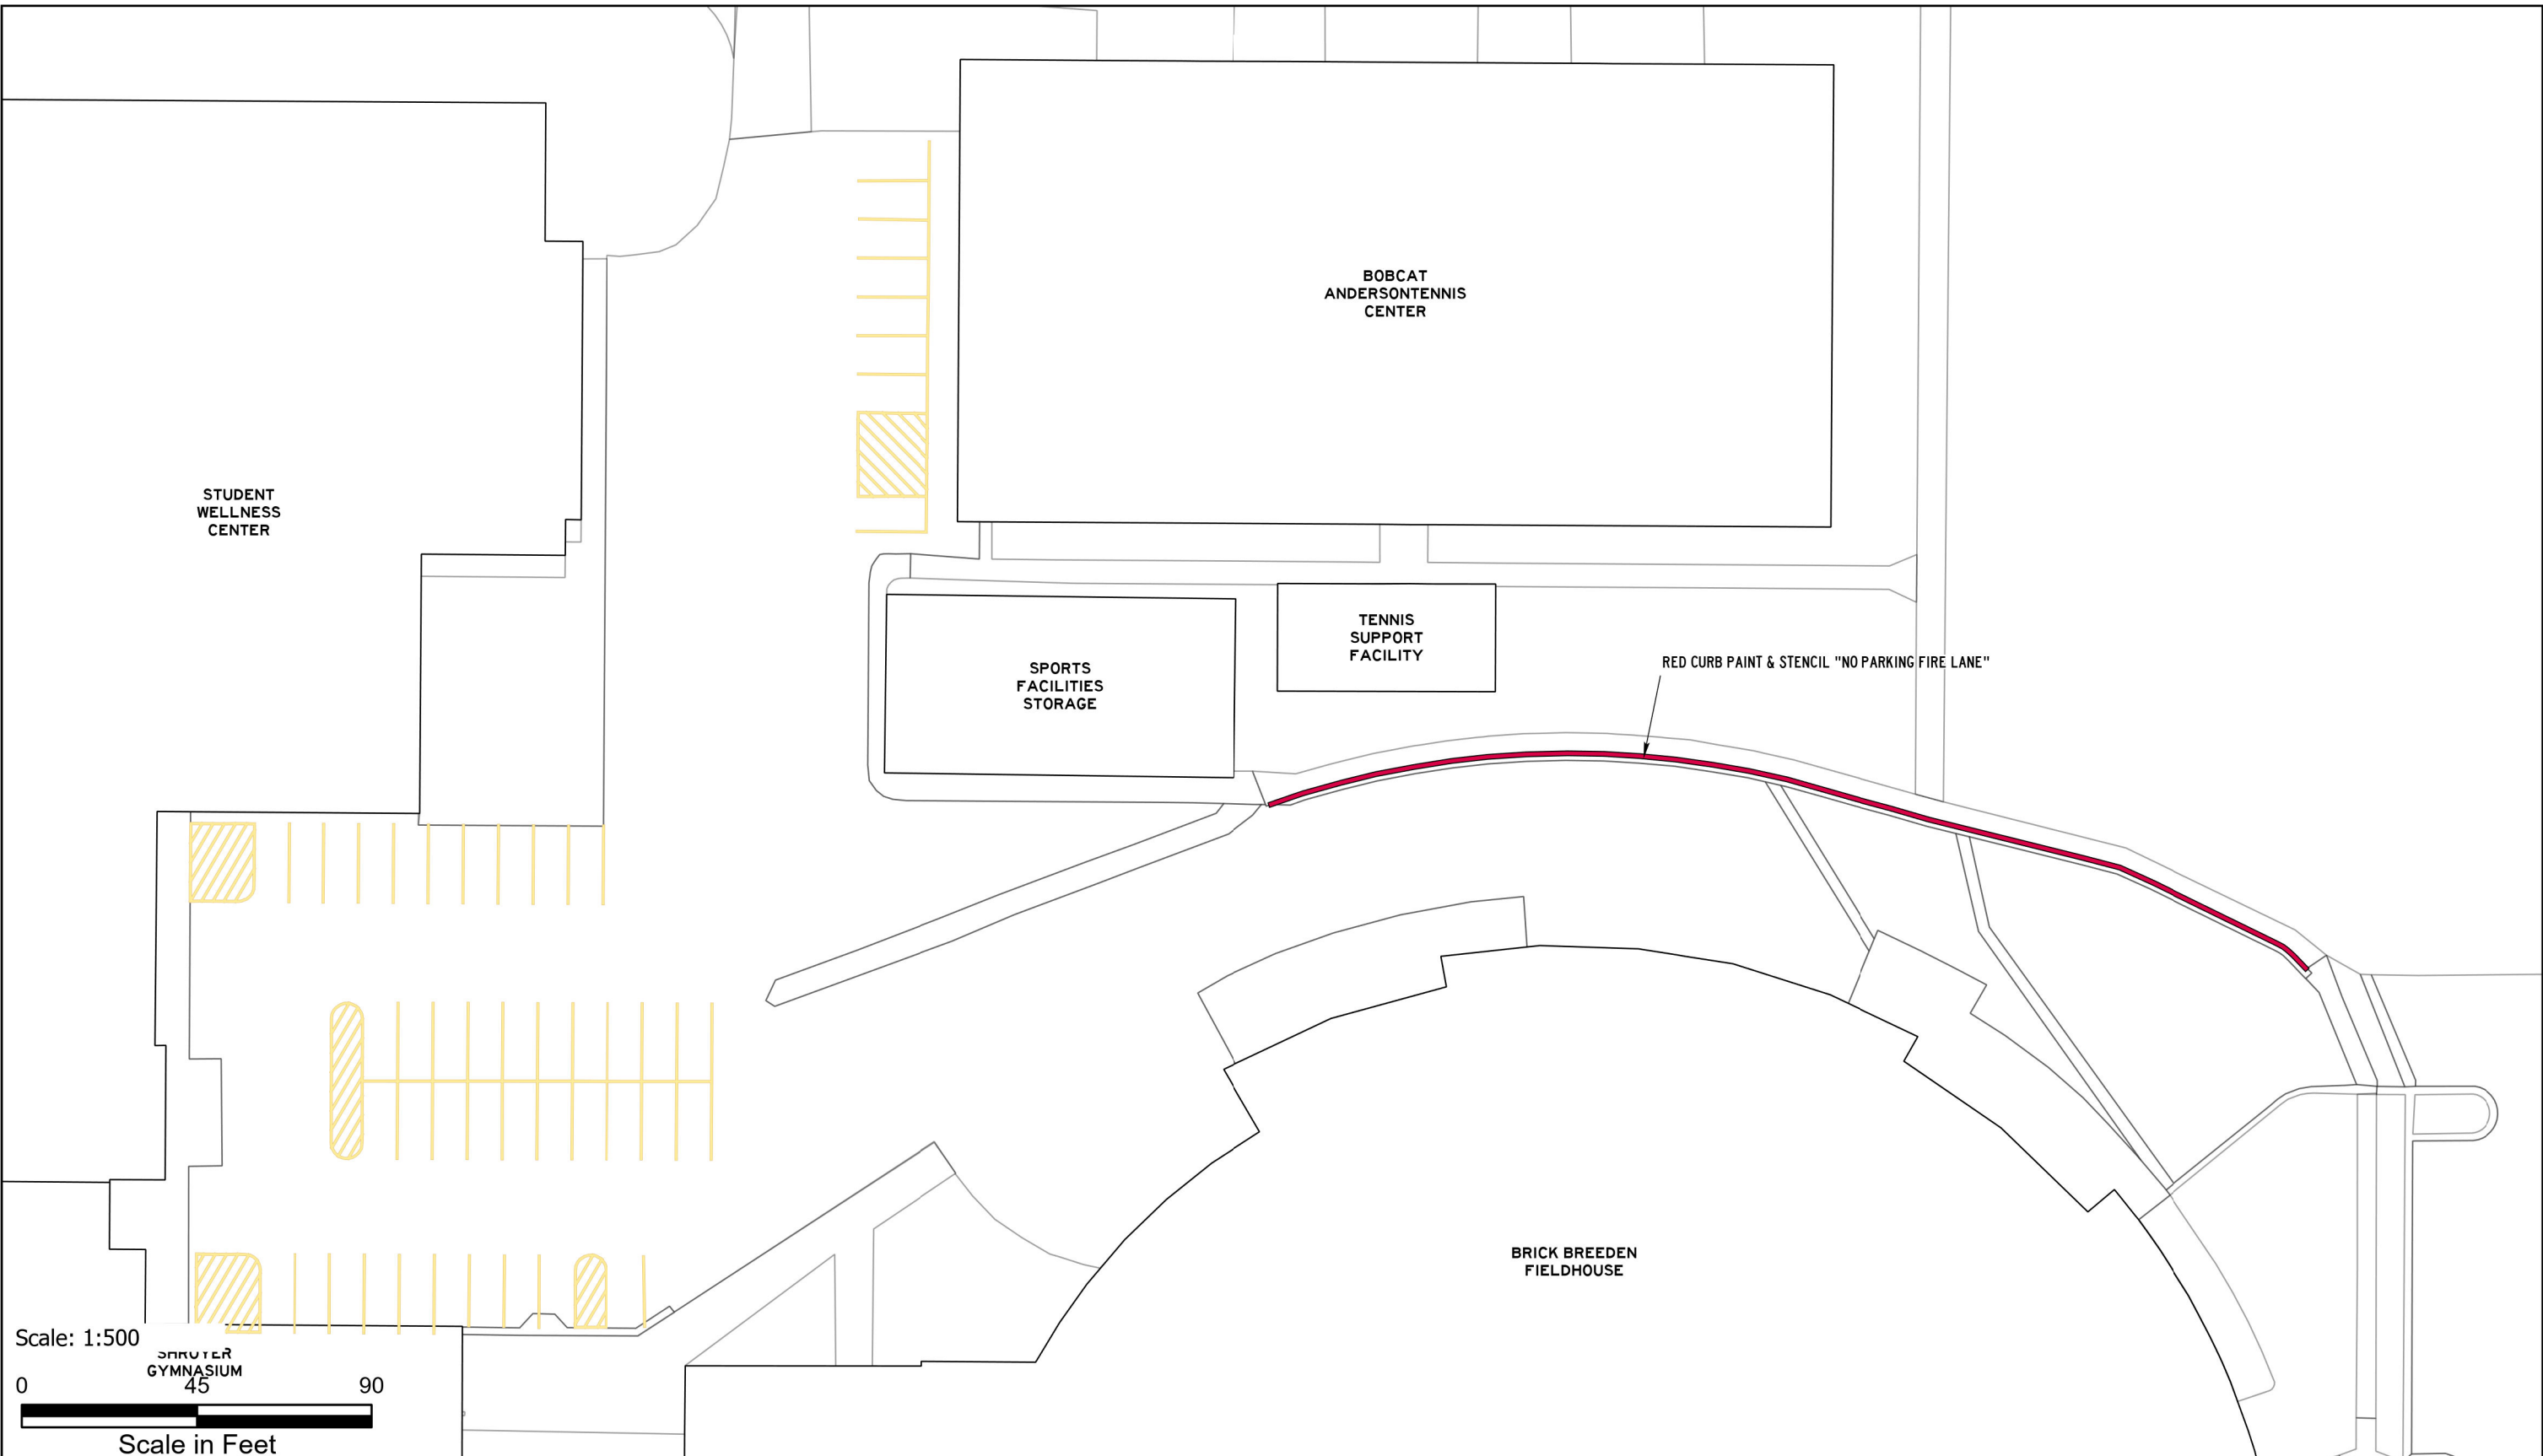 BOBCAT
ANDERSONTENNIS
CENTER
STUDENT
WELLNESS
CENTER
TENNIS
SUPPORT
FACILITY
SPORTS
FACILITIES
STORAGE
RED CURB PAINT & STENCIL "NO PARKING FIRE LANE"
BRICK BREEDEN
FIELDHOUSE
Scale: 1:500
SHROYER
GYMNASIUM
0 45 90
Scale in Feet